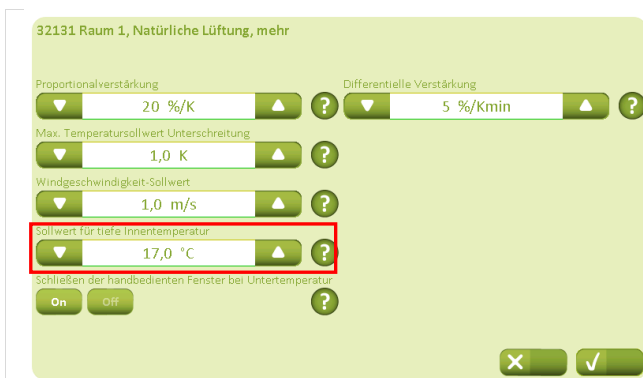 32131 Raum 1, Natürliche Lüftung, mehr
Proportionalverstärkung
20 %/K
?
Differentielle Verstärkung
5 %/Kmin
?
Max. Temperatursollwert Unterschreitung
1,0 K
?
Windgeschwindigkeit-Sollwert
1,0 m/s
?
Sollwert für tiefe Innentemperatur
17,0 °C
?
Schließen der handbedienten Fenster bei Untertemperatur
On
Off
?